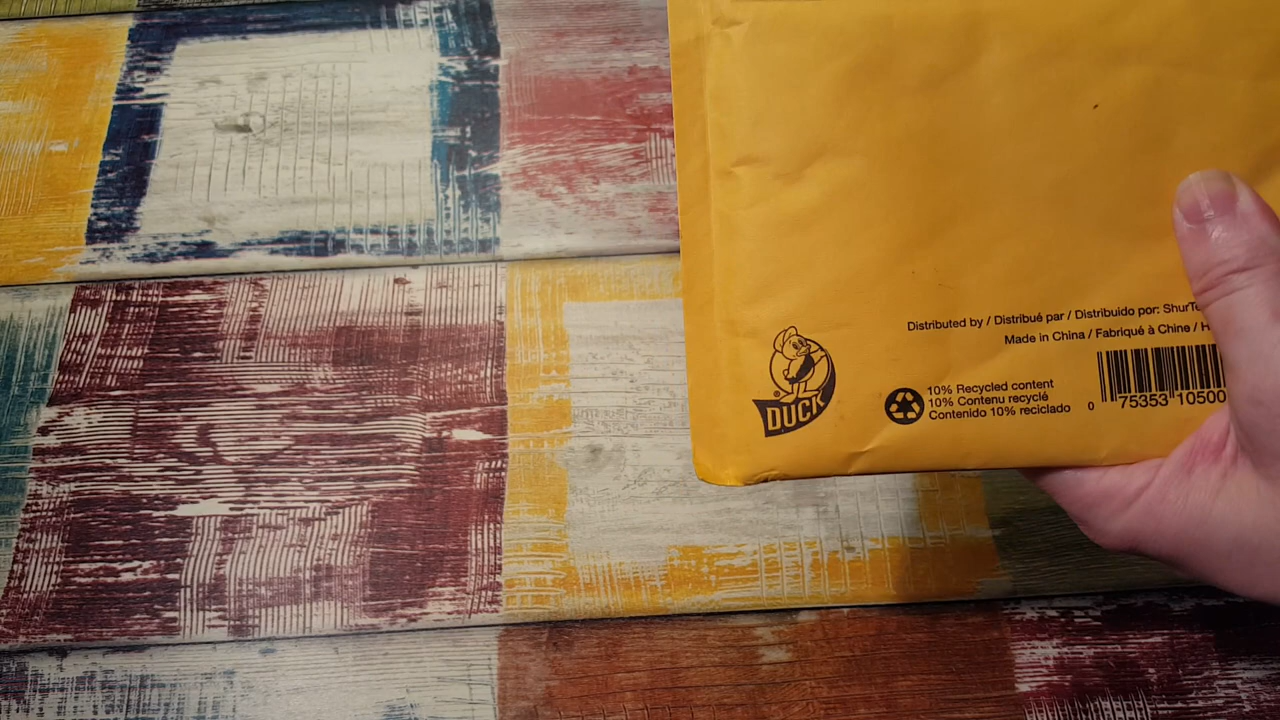 Distributed by / Distribué par / Distribuido por:
Made in China / Fabriqué à Chine /
® DUCK
10% Recycled content
10% Contenu recyclé
Contenido 10% reciclado
0 75353 10500